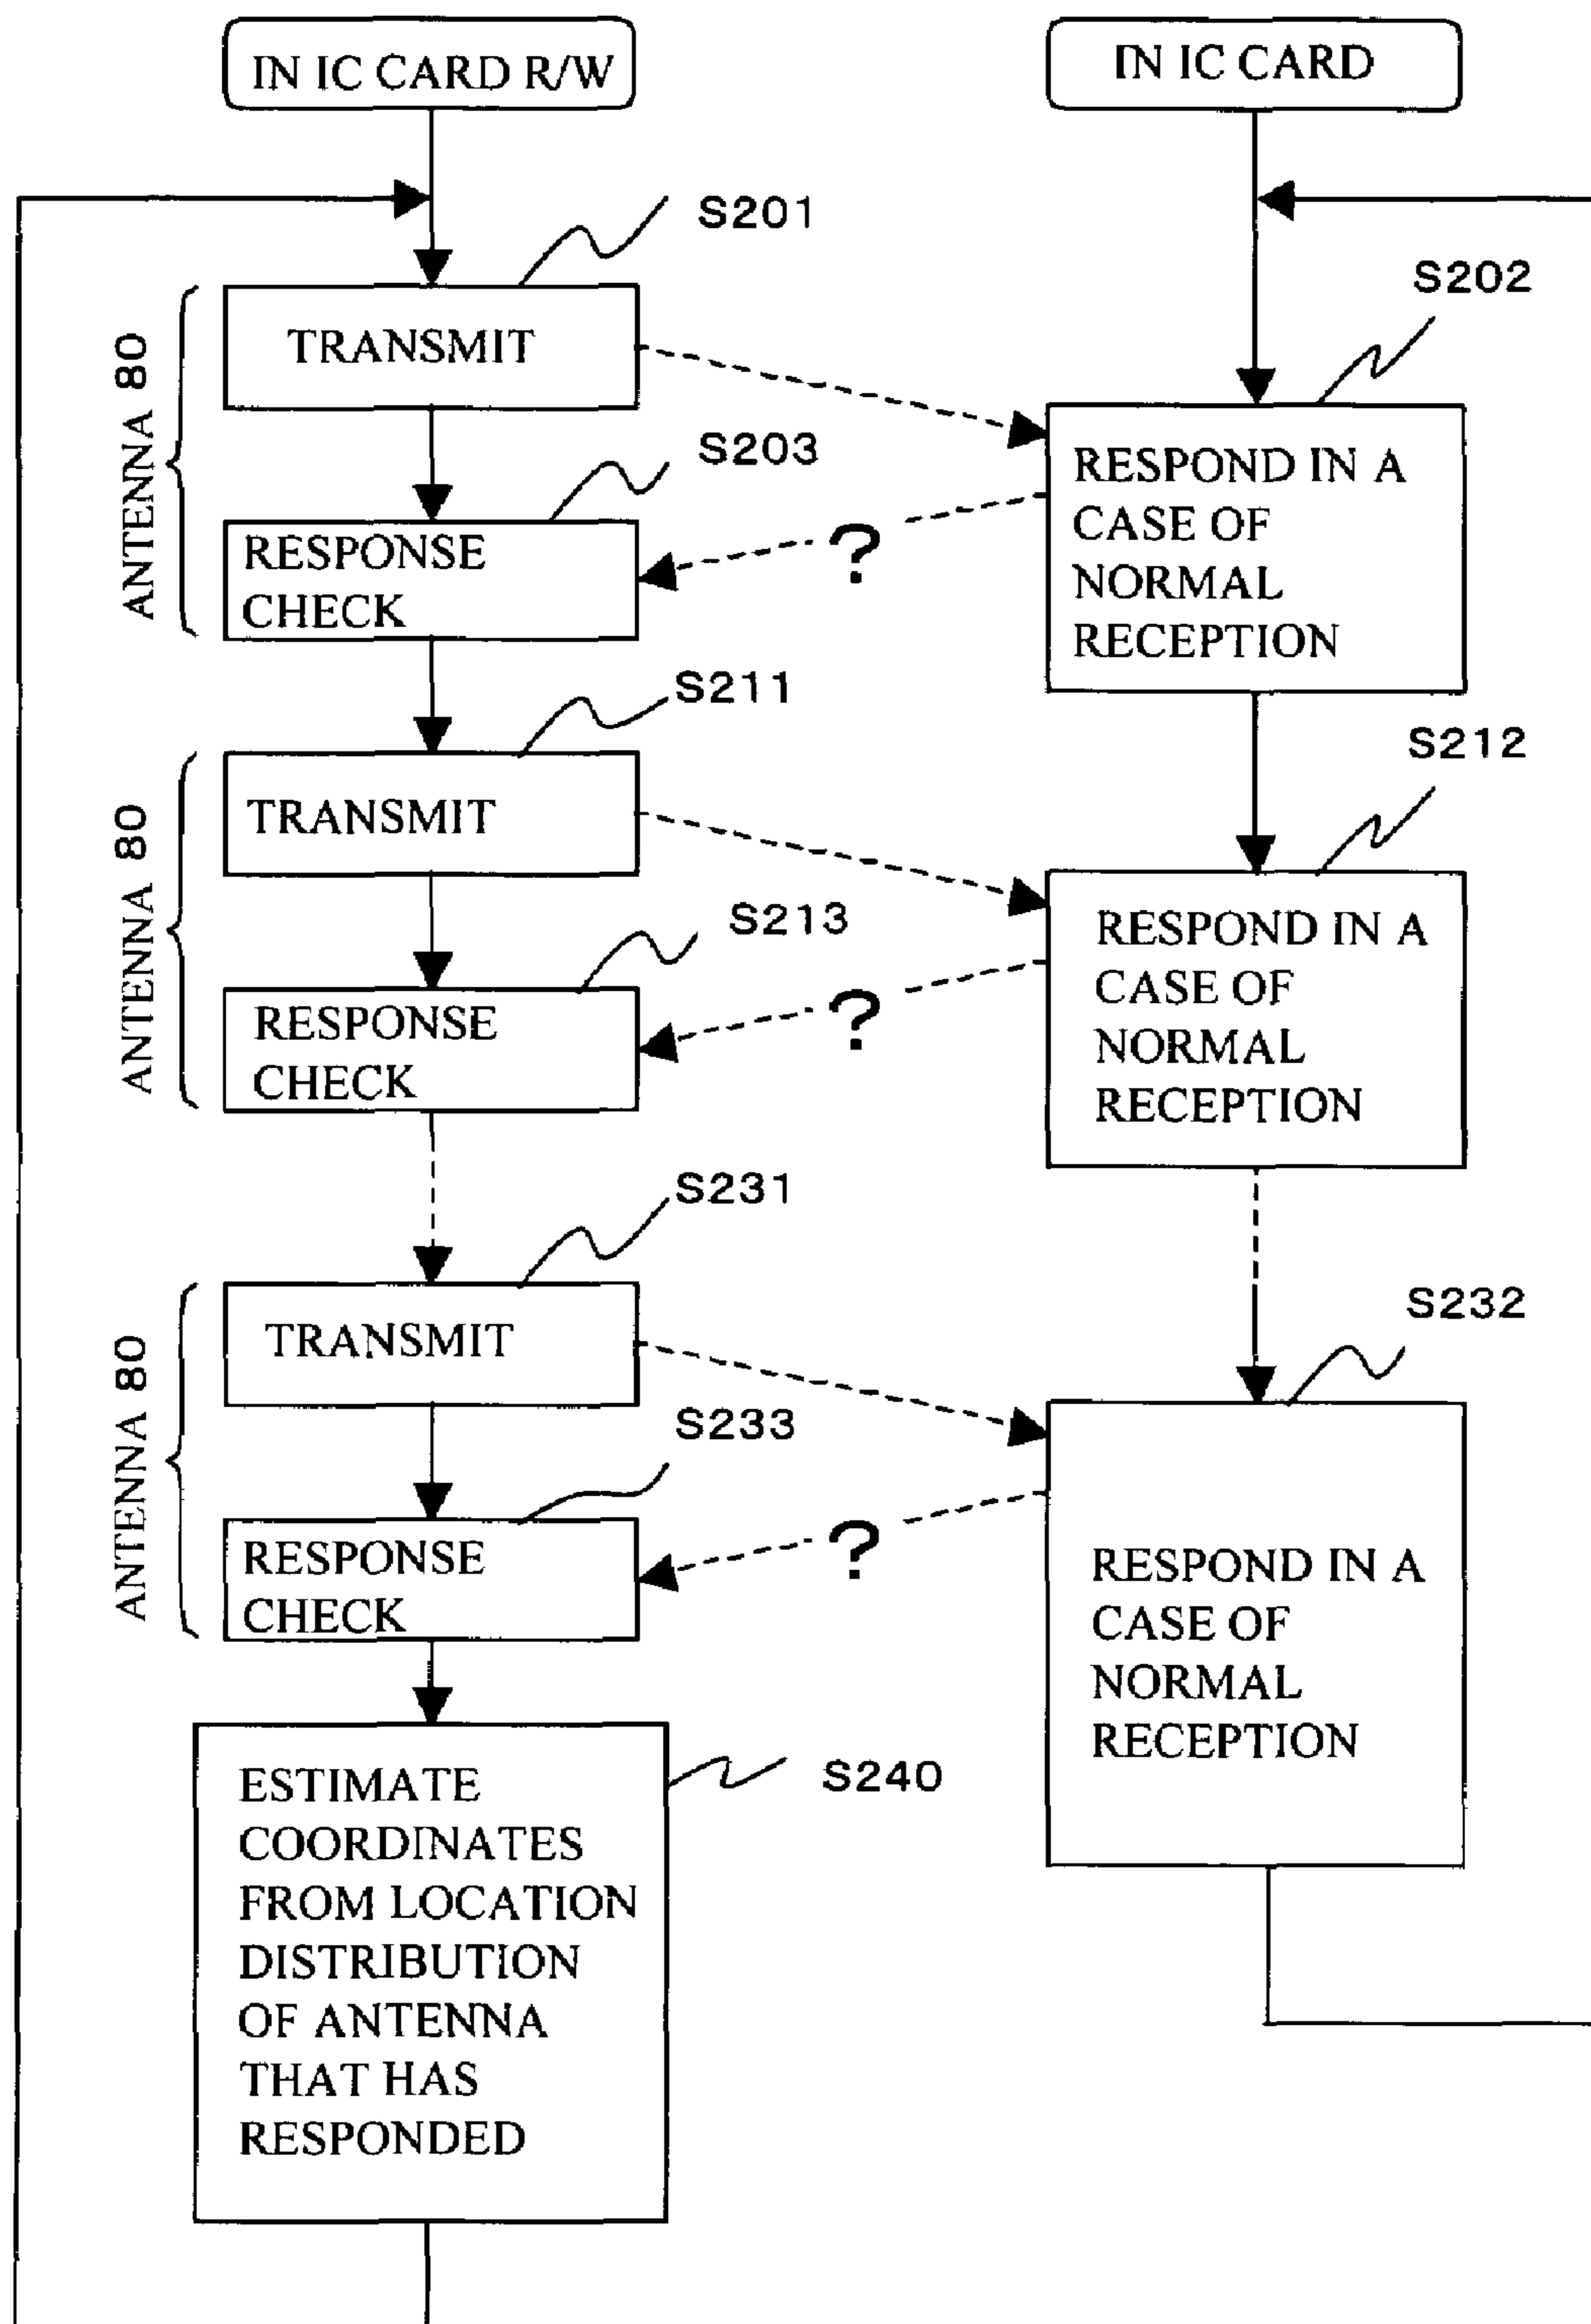 IN IC CARD R/W
IN IC CARD
S201
S202
ANTENNA 80
TRANSMIT
S203
RESPOND IN A
CASE OF
NORMAL
RECEPTION
RESPONSE
CHECK
?
S211
S212
ANTENNA 80
TRANSMIT
S213
RESPOND IN A
CASE OF
NORMAL
RECEPTION
RESPONSE
CHECK
?
S231
S232
ANTENNA 80
TRANSMIT
S233
RESPOND IN A
CASE OF
NORMAL
RECEPTION
RESPONSE
CHECK
?
S240
ESTIMATE
COORDINATES
FROM LOCATION
DISTRIBUTION
OF ANTENNA
THAT HAS
RESPONDED